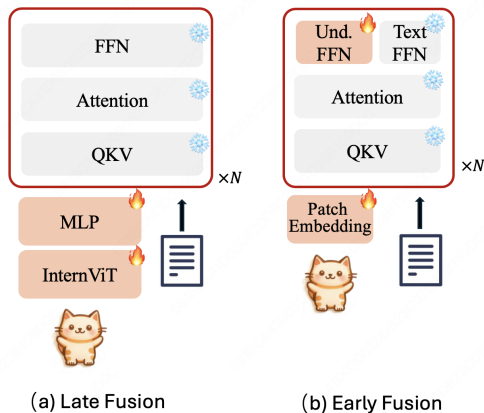 FFN
Attention
QKV
×N
MLP
InternViT
(a) Late Fusion
Und.
FFN
Text
FFN
Attention
QKV
×N
Patch
Embedding
(b) Early Fusion